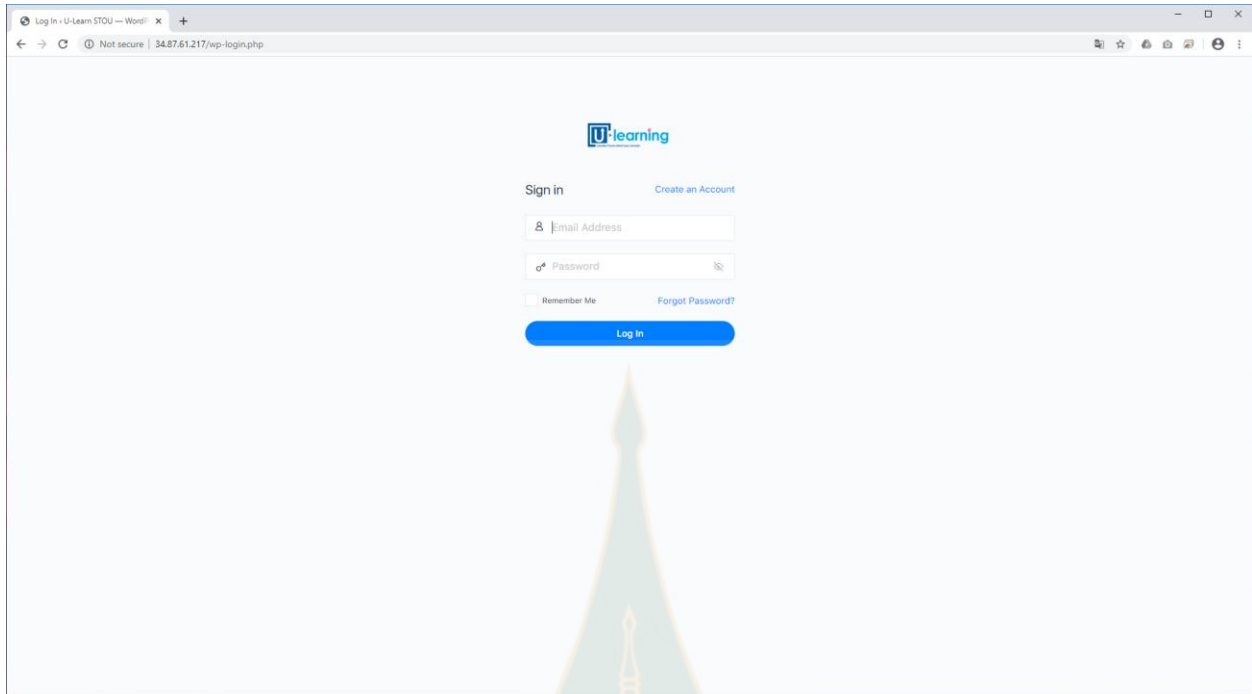 Log In ‹ U-Learn STOU — WordP
Not secure | 34.87.61.217/wp-login.php
U-learning
Sign in
Create an Account
Email Address
Password
Remember Me
Forgot Password?
Log In